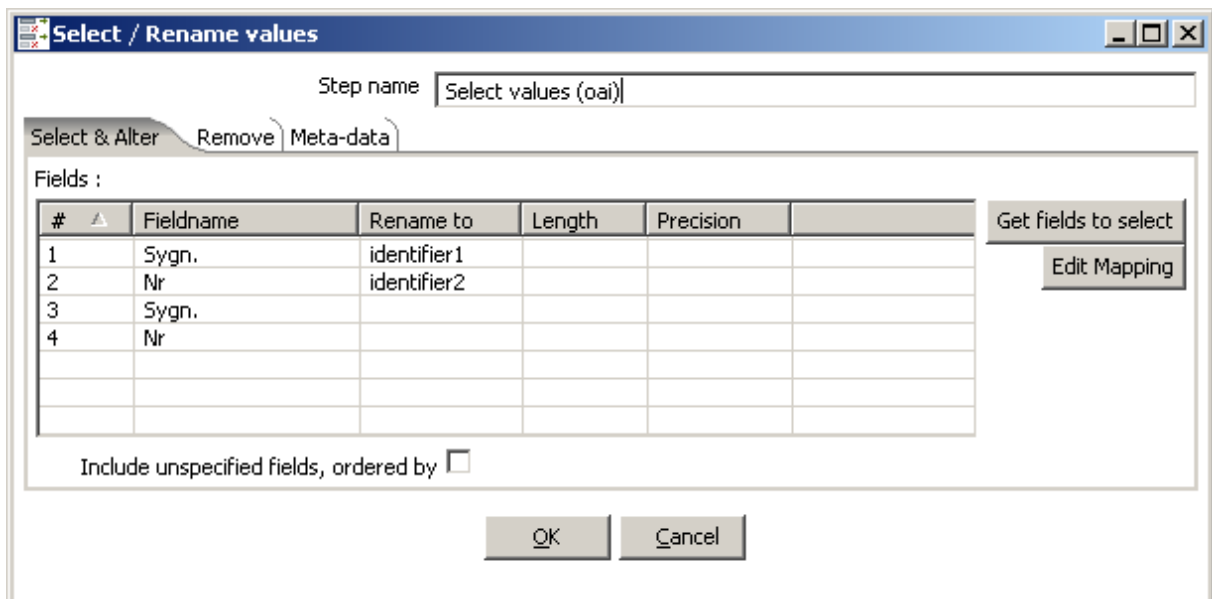 Select / Rename values
Step name Select values (oai)
Select & Alter Remove Meta-data
Fields :
# Fieldname Rename to Length Precision
1 Sygn. identifier1
2 Nr identifier2
3 Sygn.
4 Nr
Get fields to select
Edit Mapping
Include unspecified fields, ordered by
OK Cancel